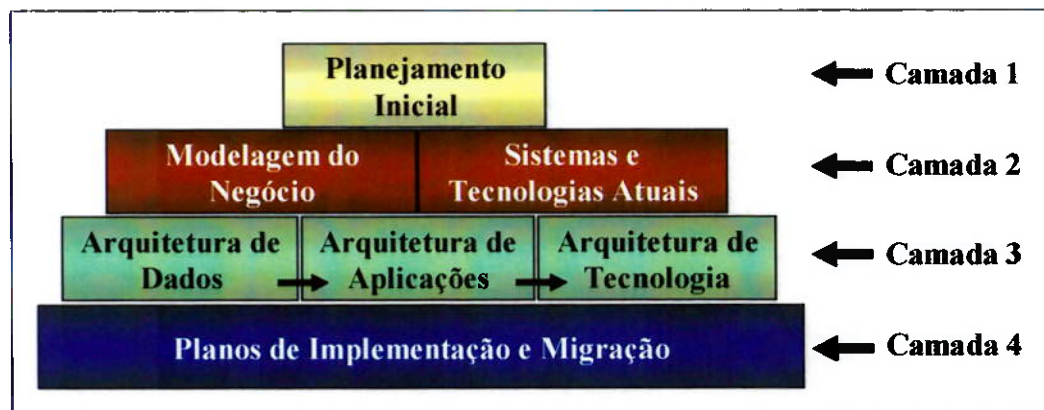 Planejamento
Inicial
Camada 1
Modelagem do
Negócio
Sistemas e
Tecnologias Atuais
Camada 2
Arquitetura de
Dados
Arquitetura de
Aplicações
Arquitetura de
Tecnologia
Camada 3
Planos de Implementação e Migração
Camada 4